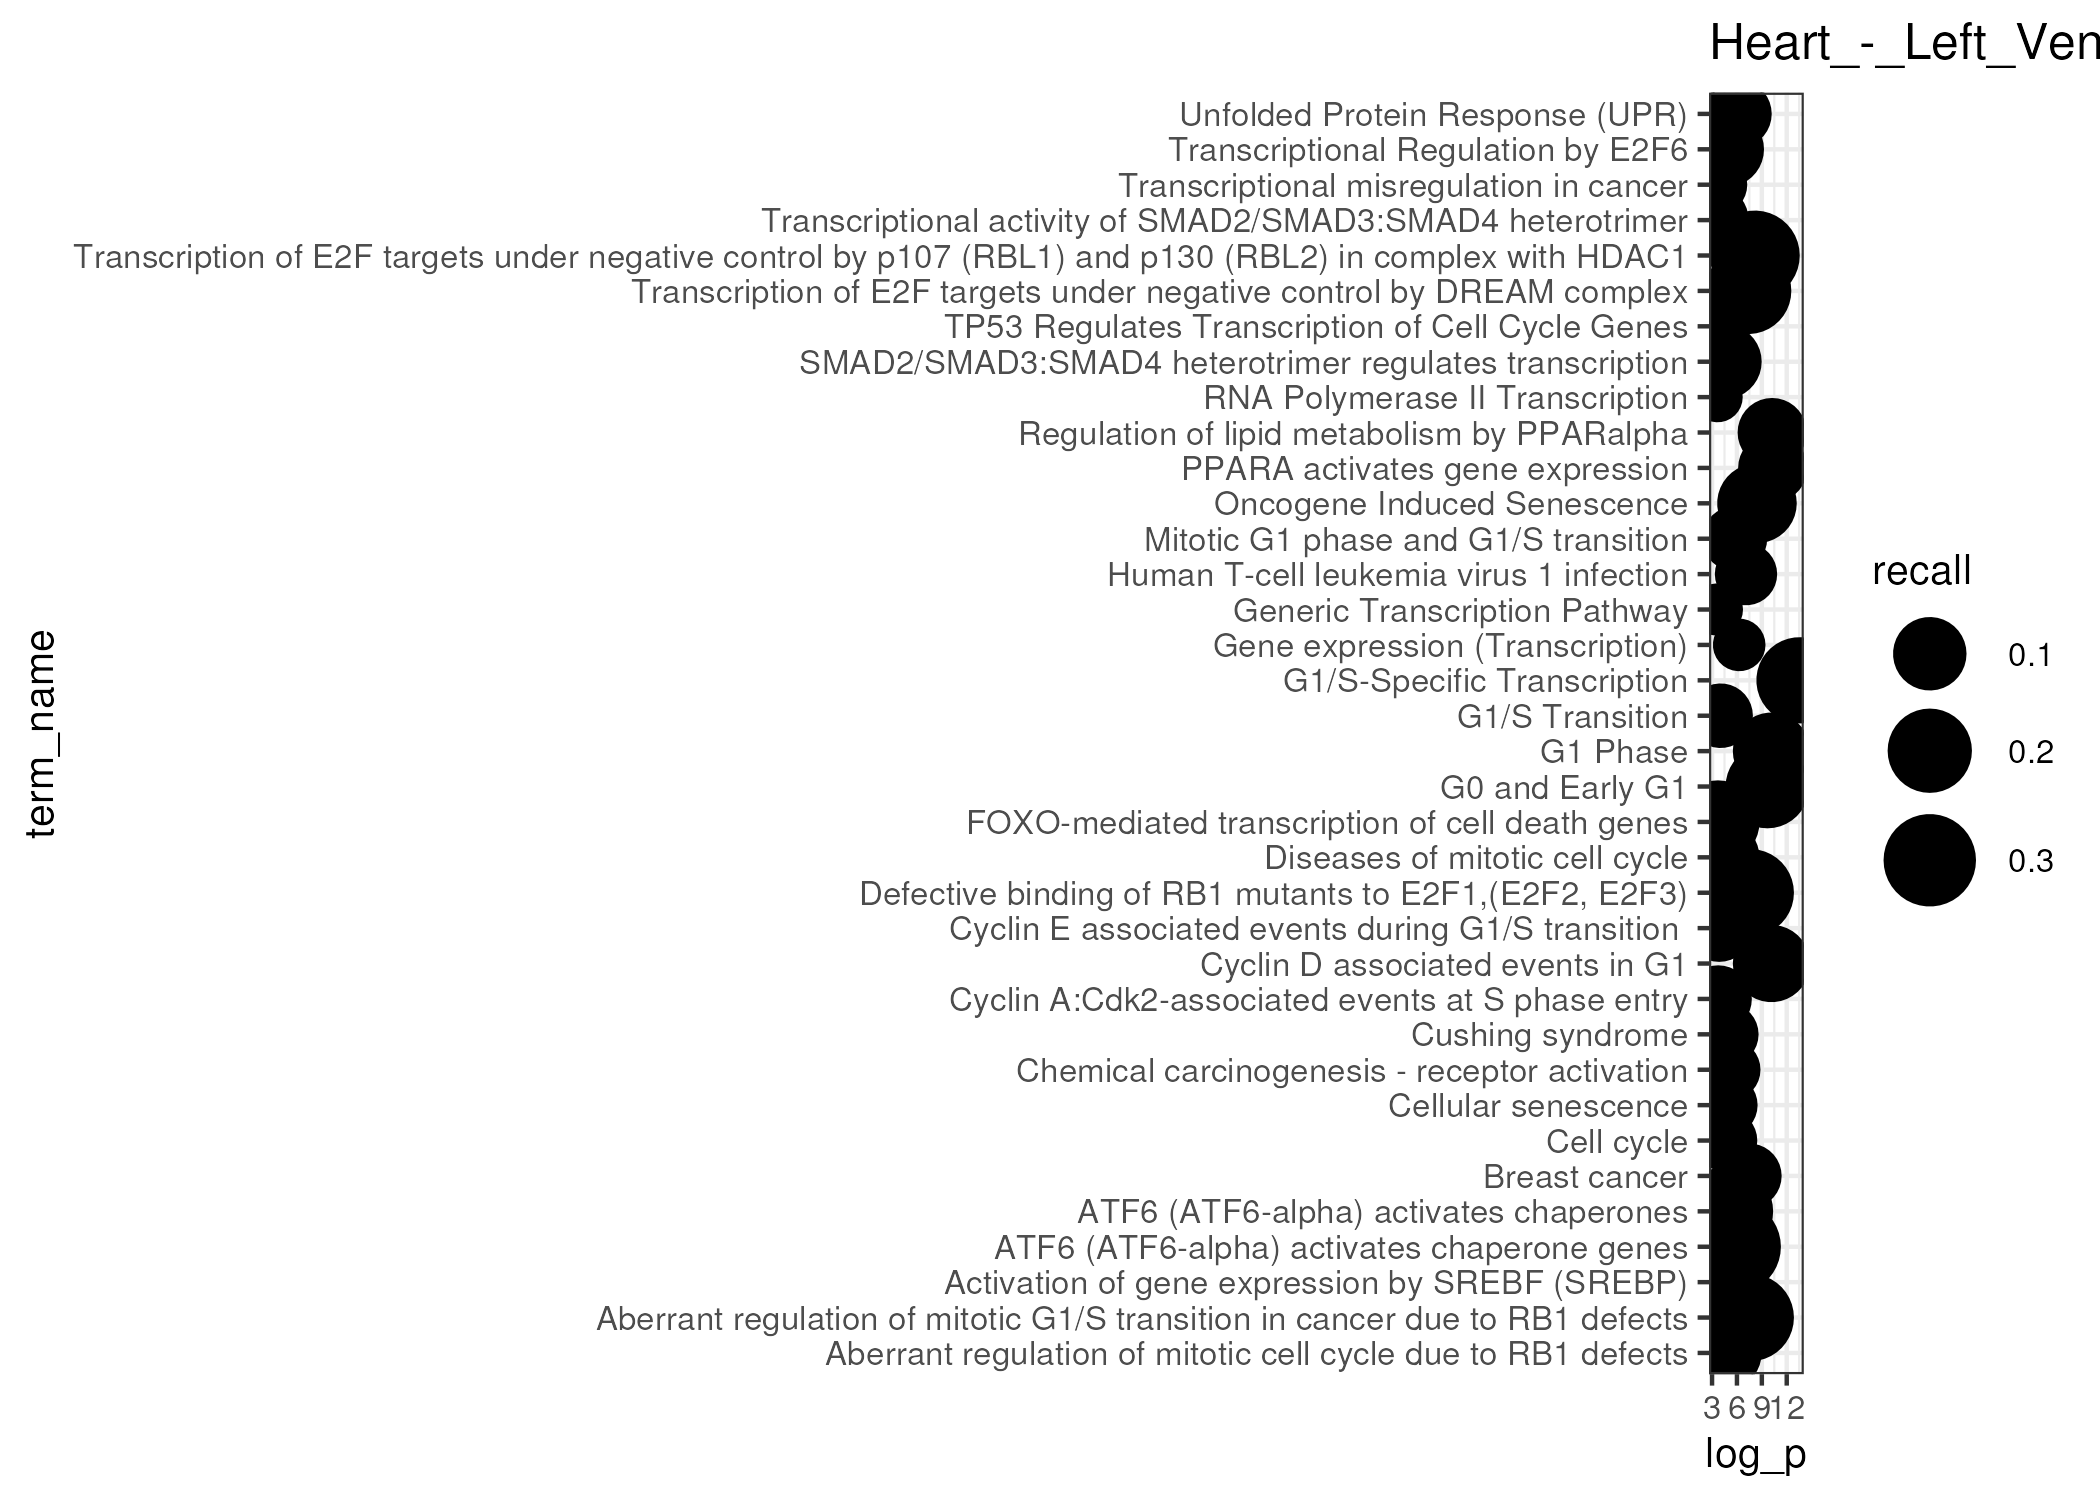 Heart_-_Left_Ven
Unfolded Protein Response (UPR)
Transcriptional Regulation by E2F6
Transcriptional misregulation in cancer
Transcriptional activity of SMAD2/SMAD3:SMAD4 heterotrimer
Transcription of E2F targets under negative control by p107 (RBL1) and p130 (RBL2) in complex with HDAC1
Transcription of E2F targets under negative control by DREAM complex
TP53 Regulates Transcription of Cell Cycle Genes
SMAD2/SMAD3:SMAD4 heterotrimer regulates transcription
RNA Polymerase II Transcription
Regulation of lipid metabolism by PPARalpha
PPARA activates gene expression
Oncogene Induced Senescence
Mitotic G1 phase and G1/S transition
Human T-cell leukemia virus 1 infection
Generic Transcription Pathway
Gene expression (Transcription)
G1/S-Specific Transcription
G1/S Transition
G1 Phase
G0 and Early G1
FOXO-mediated transcription of cell death genes
Diseases of mitotic cell cycle
Defective binding of RB1 mutants to E2F1,(E2F2, E2F3)
Cyclin E associated events during G1/S transition
Cyclin D associated events in G1
Cyclin A:Cdk2-associated events at S phase entry
Cushing syndrome
Chemical carcinogenesis - receptor activation
Cellular senescence
Cell cycle
Breast cancer
ATF6 (ATF6-alpha) activates chaperones
ATF6 (ATF6-alpha) activates chaperone genes
Activation of gene expression by SREBF (SREBP)
Aberrant regulation of mitotic G1/S transition in cancer due to RB1 defects
Aberrant regulation of mitotic cell cycle due to RB1 defects
term_name
3 6 9 12
log_p
recall
0.1
0.2
0.3